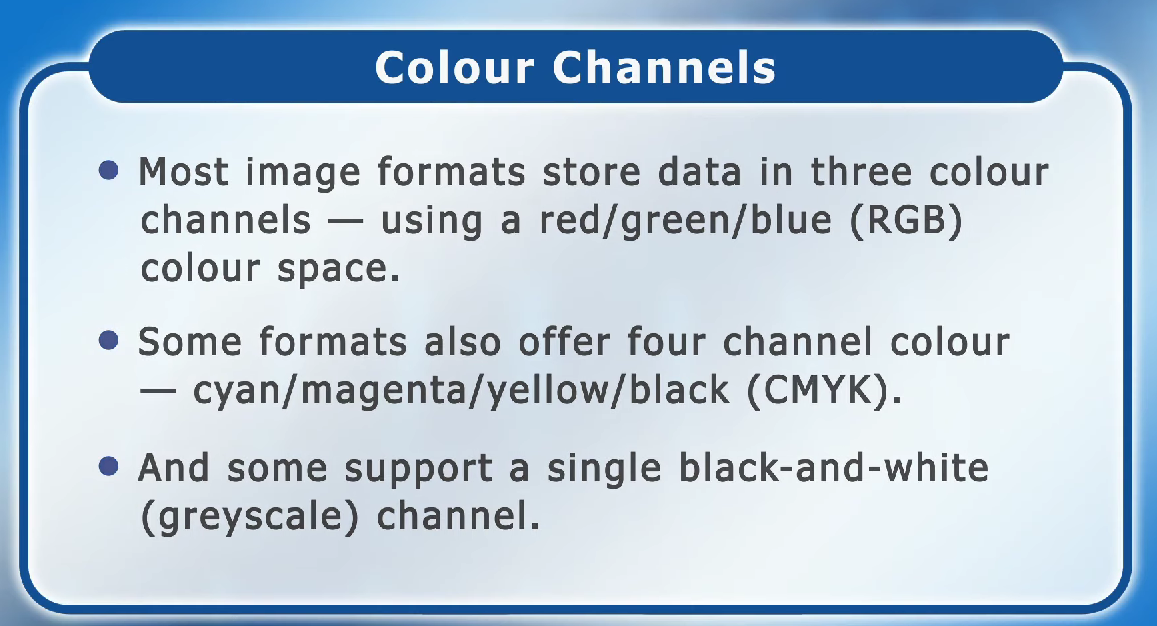 Colour Channels
• Most image formats store data in three colour
channels — using a red/green/blue (RGB)
colour space.
• Some formats also offer four channel colour
— cyan/magenta/yellow/black (CMYK).
• And some support a single black-and-white
(greyscale) channel.